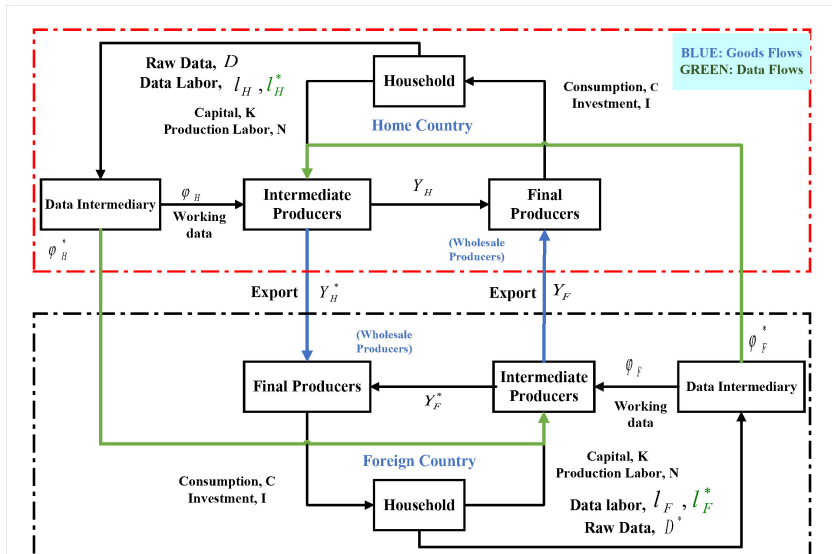 BLUE: Goods Flows
GREEN: Data Flows
Raw Data, D
Data Labor, l_H , l_H^*
Household
Consumption, C
Investment, I
Capital, K
Production Labor, N
Home Country
Data Intermediary
φ_H
Working
data
Intermediate
Producers
Y_H
Final
Producers
φ_H^*
(Wholesale
Producers)
Export
Y_H^*
Export
Y_F
(Wholesale
Producers)
φ_F^*
Final Producers
Y_F^*
Intermediate
Producers
φ_F
Working
data
Data Intermediary
Foreign Country
Capital, K
Production Labor, N
Consumption, C
Investment, I
Household
Data labor, l_F , l_F^*
Raw Data, D^*